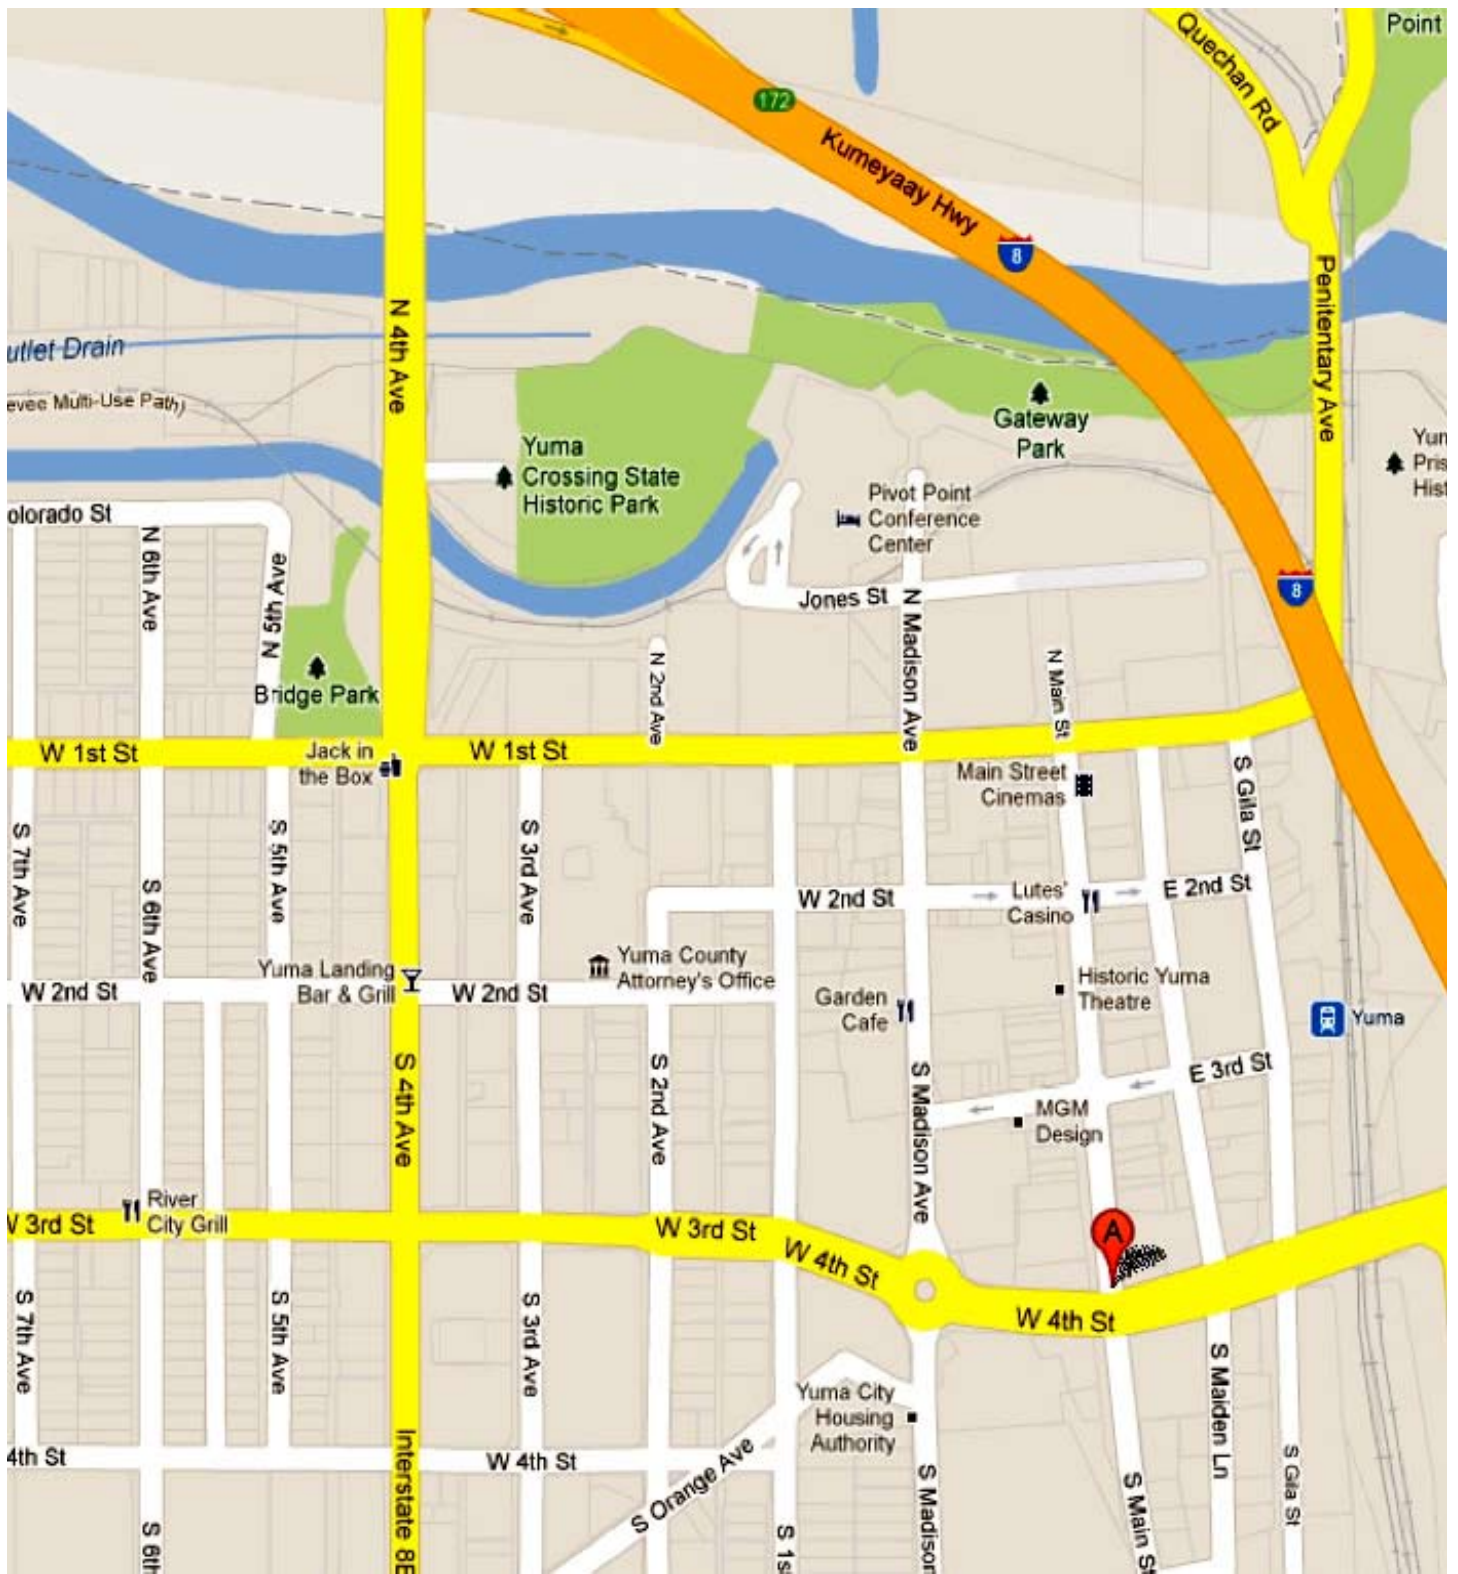 Point
Quechan Rd
172
Kumeyaay Hwy
8
Penitentary Ave
N 4th Ave
utlet Drain
evee Multi-Use Path)
Gateway
Park
Yuma
Crossing State
Historic Park
Yum
Pris
Hist
Pivot Point
Conference
Center
olorado St
N 6th Ave
N 5th Ave
8
Jones St
N Madison Ave
N 2nd Ave
N Main St
Bridge Park
W 1st St
Jack in
the Box
W 1st St
Main Street
Cinemas
S Gila St
S 7th Ave
S 6th Ave
S 5th Ave
S 3rd Ave
W 2nd St
Lutes'
Casino
E 2nd St
Yuma Landing
Bar & Grill
W 2nd St
W 2nd St
Yuma County
Attorney's Office
Garden
Cafe
Historic Yuma
Theatre
Yuma
S 4th Ave
S 2nd Ave
S Madison Ave
E 3rd St
MGM
Design
River
City Grill
W 3rd St
W 3rd St
W 4th St
A
W 4th St
S 7th Ave
S 5th Ave
S 3rd Ave
S Maiden Ln
Yuma City
Housing
Authority
4th St
Interstate 8B
W 4th St
S Orange Ave
S 6th
S 1st
S Madison
S Main St
S Gila St